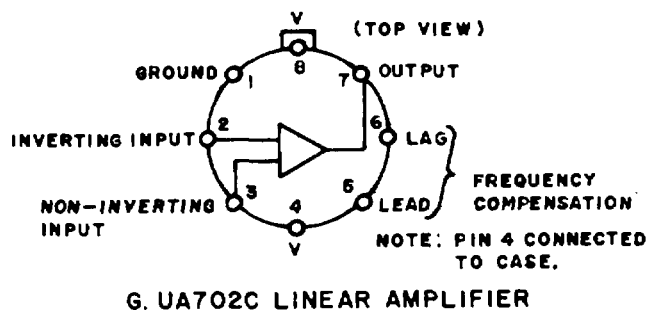 V
(TOP VIEW)
8
GROUND
1
7
OUTPUT
INVERTING INPUT
2
6
LAG
3
NON-INVERTING
INPUT
4
V
5
LEAD
FREQUENCY
COMPENSATION
NOTE: PIN 4 CONNECTED
TO CASE.
G. UA702C LINEAR AMPLIFIER